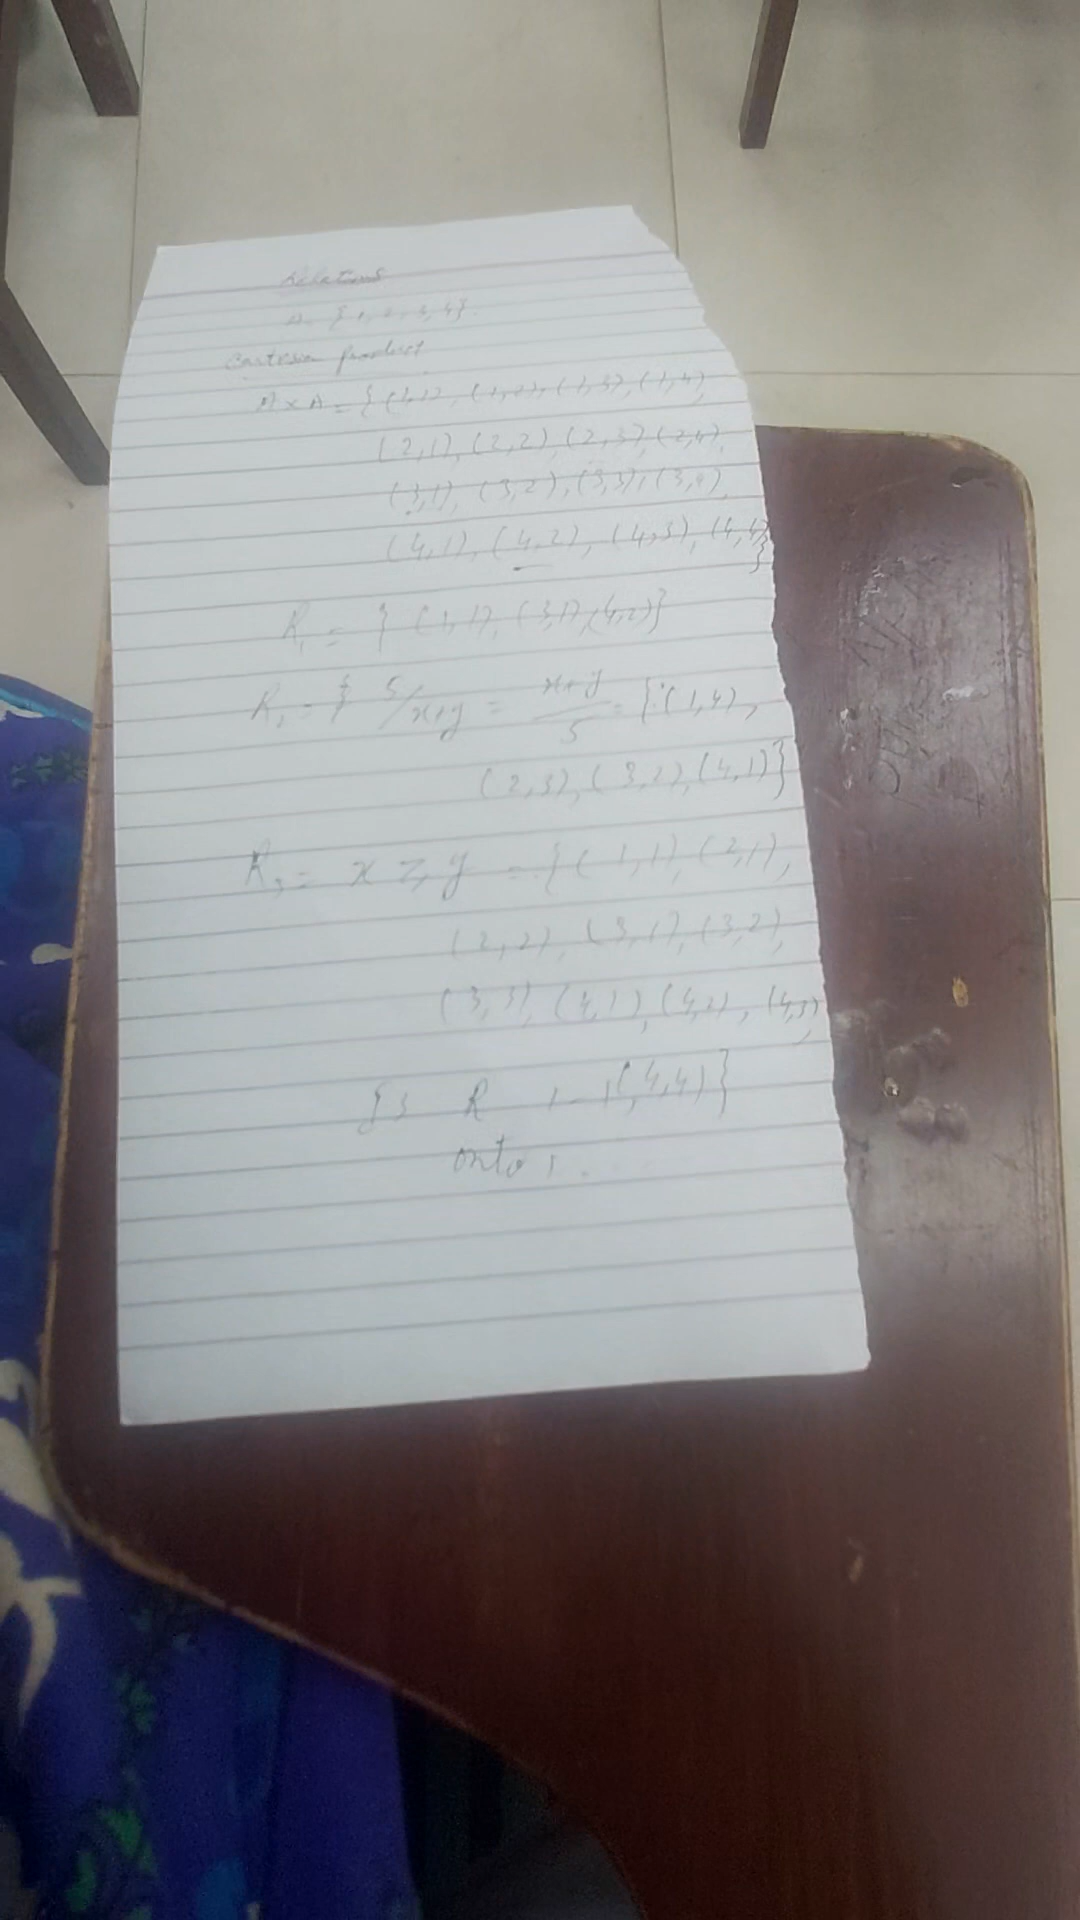 Relations
A = {1, 2, 3, 4}.
Cartesian product
A × A = {(1,1), (1,2), (1,3), (1,4),
(2,1), (2,2), (2,3), (2,4),
(3,1), (3,2), (3,3), (3,4),
(4,1), (4,2), (4,3), (4,4)}
R₁ = { (1,1), (3,1), (4,2)}
R₂ = { 5/x+y = x+y/5 = {(1,4),
(2,3), (3,2), (4,1)}
R₃ = x ⩾ y = {(1,1), (2,1),
(2,2), (3,1), (3,2),
(3,3), (4,1), (4,2), (4,3),
Is R 1-1 (4,4)}
onto